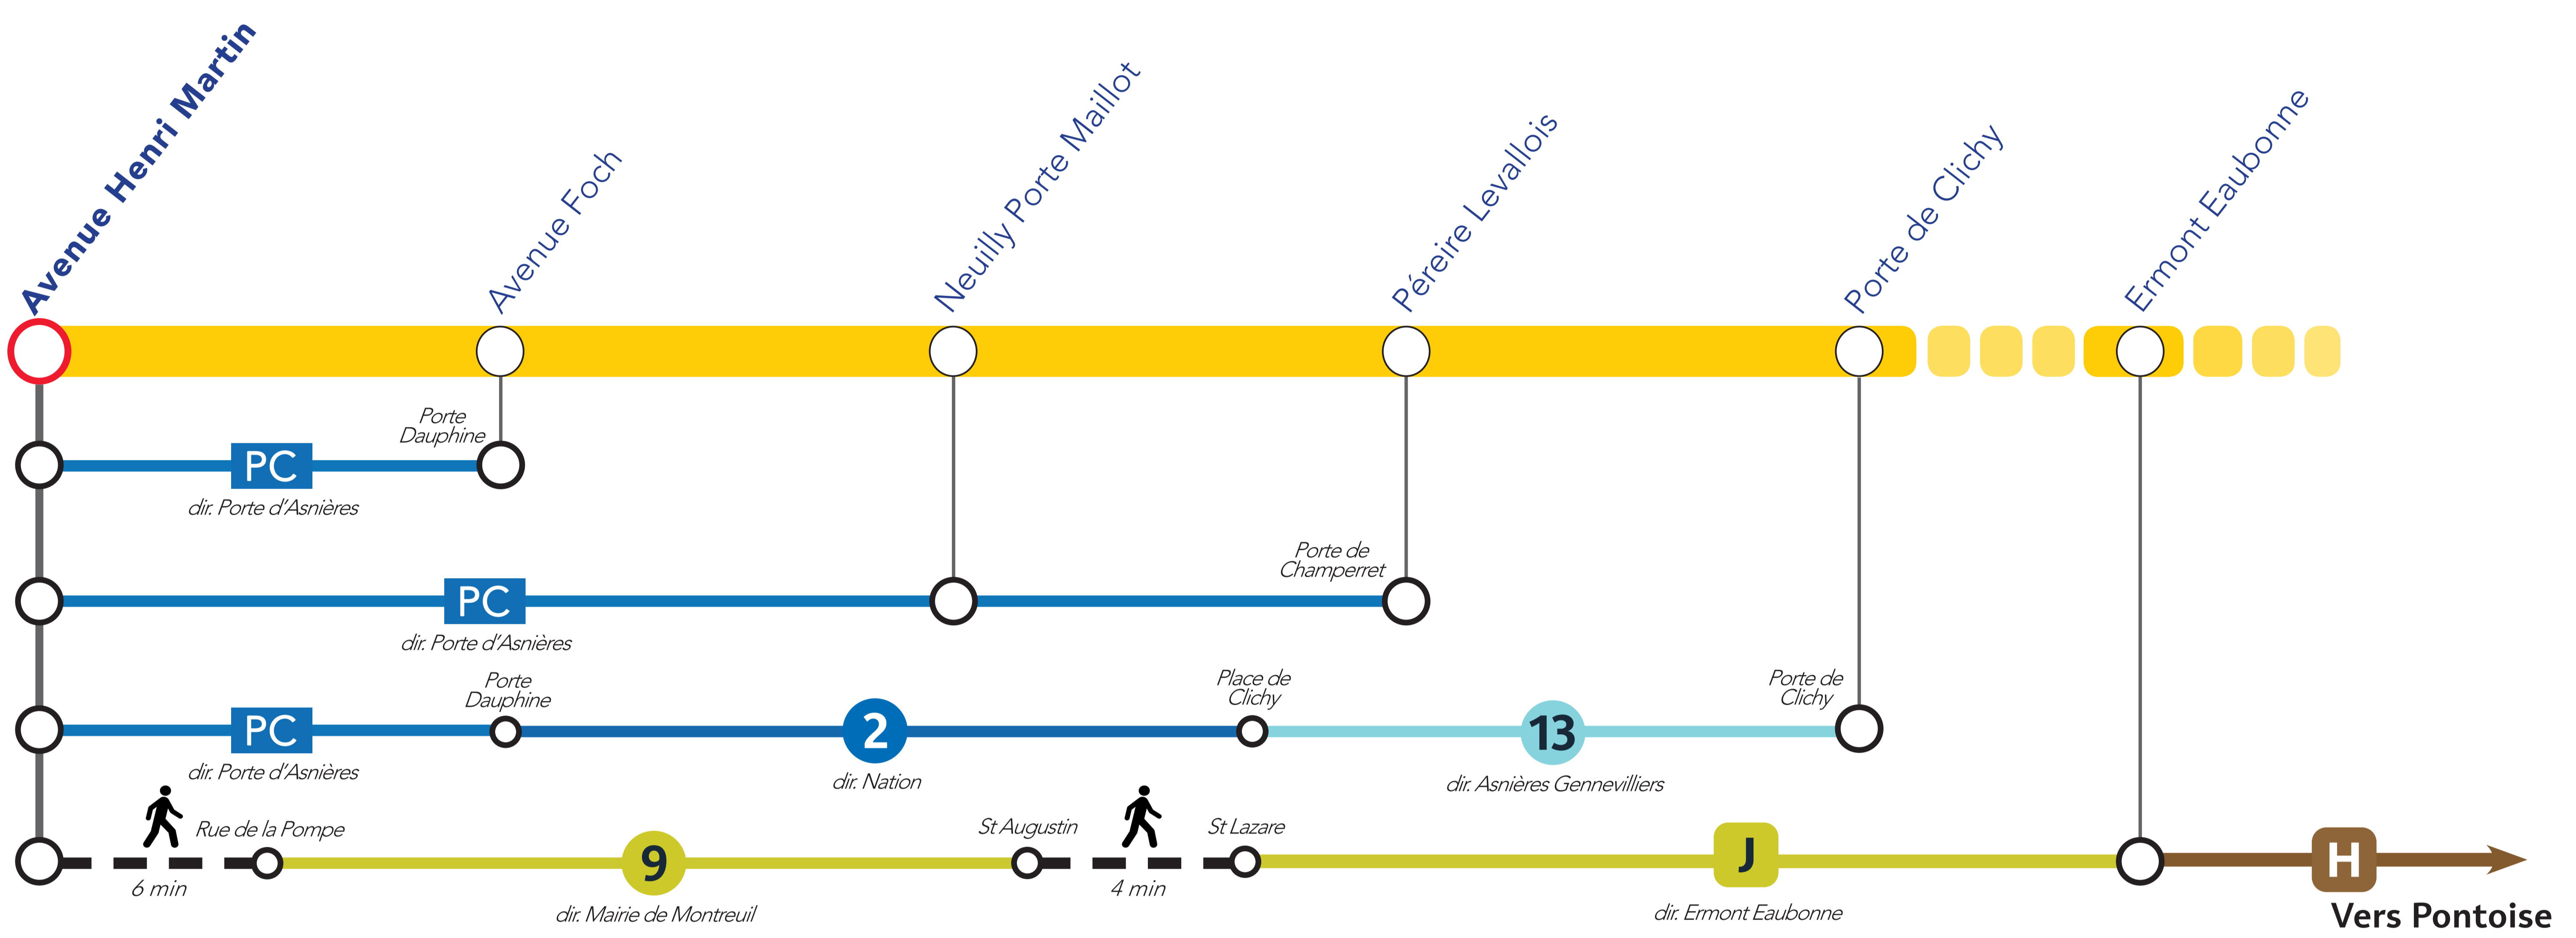 Avenue Henri Martin
Avenue Foch
Neuilly Porte Maillot
Péreire Levallois
Porte de Clichy
Ermont Eaubonne
Porte
Dauphine
PC
dir. Porte d'Asnières
Porte de
Champerret
PC
dir. Porte d'Asnières
Porte
Dauphine
Place de
Clichy
Porte de
Clichy
PC
2
13
dir. Porte d'Asnières
dir. Nation
dir. Asnières Gennevilliers
Rue de la Pompe
St Augustin
St Lazare
9
J
H
6 min
4 min
dir. Mairie de Montreuil
dir. Ermont Eaubonne
Vers Pontoise